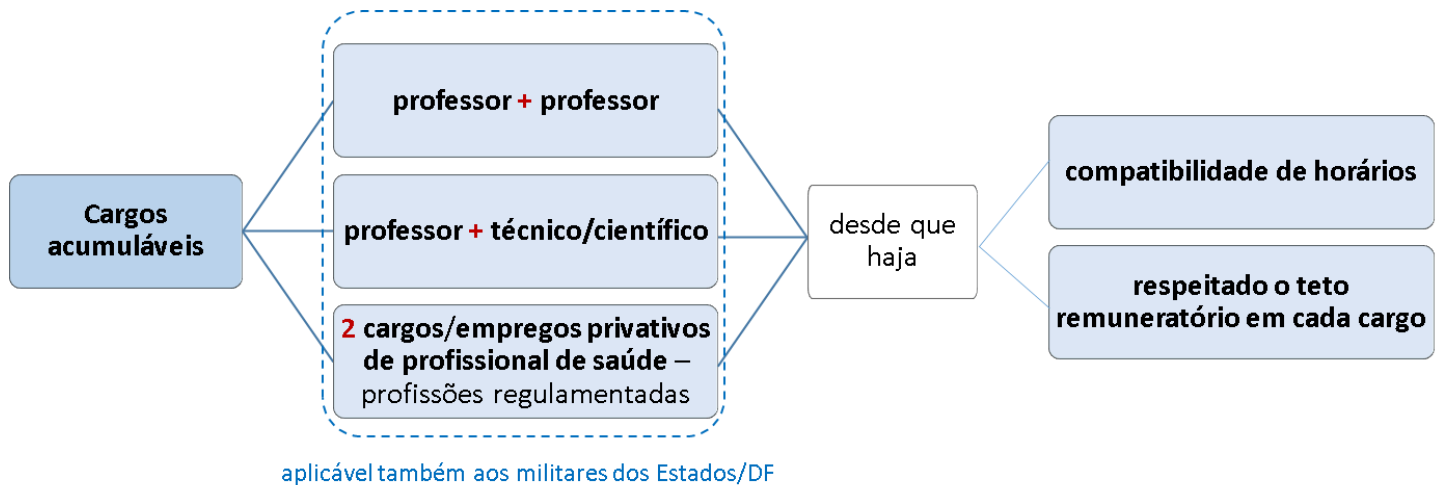 Cargos
acumuláveis
professor + professor
professor + técnico/científico
2 cargos/empregos privativos
de profissional de saúde –
profissões regulamentadas
desde que
haja
compatibilidade de horários
respeitado o teto
remuneratório em cada cargo
aplicável também aos militares dos Estados/DF